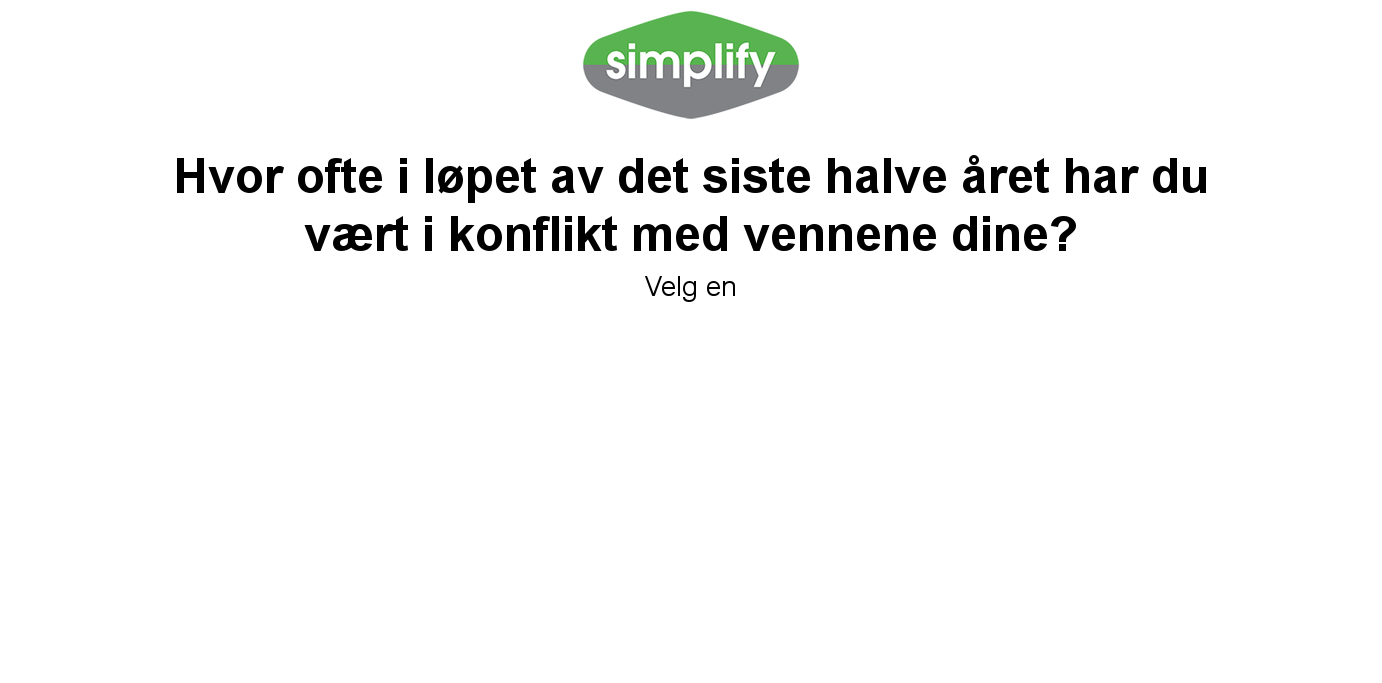 simplify
Hvor ofte i løpet av det siste halve året har du
vært i konflikt med vennene dine?
Velg en